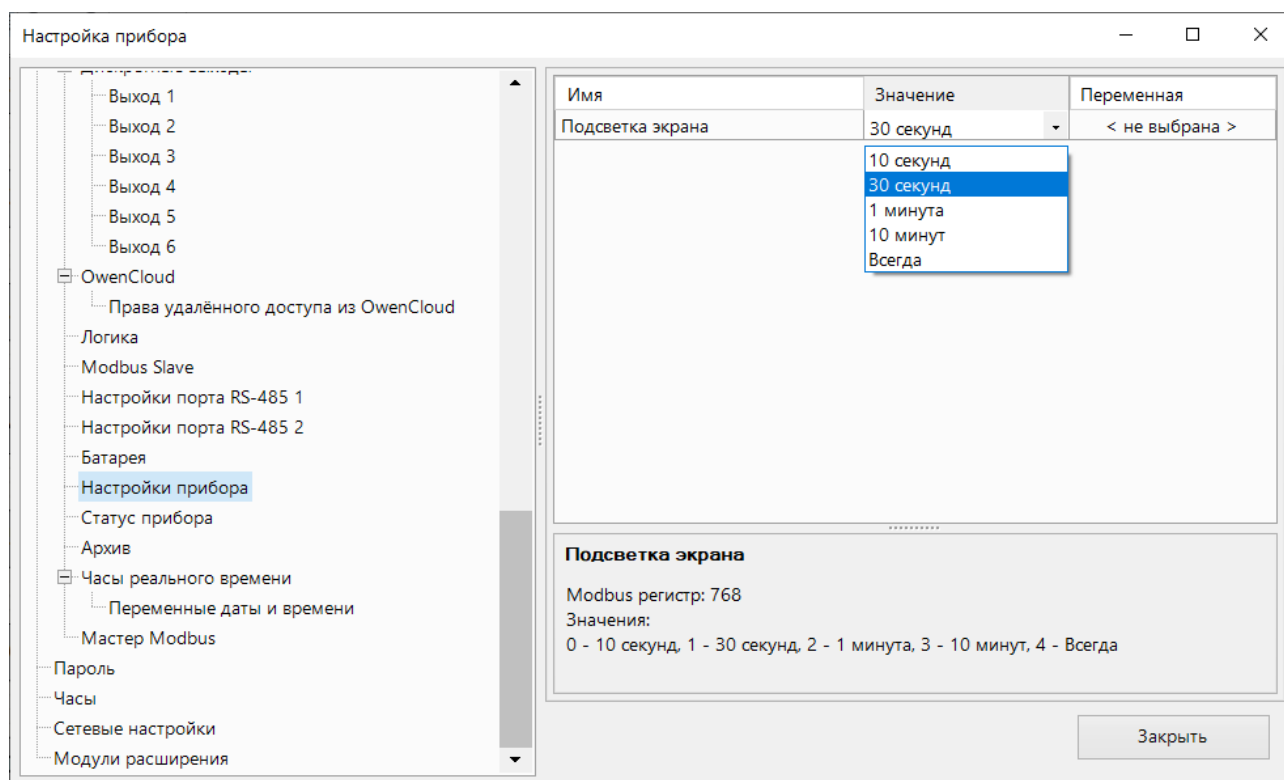 Настройка прибора
Дискретные выходы
Выход 1
Выход 2
Выход 3
Выход 4
Выход 5
Выход 6
OwenCloud
Права удалённого доступа из OwenCloud
Логика
Modbus Slave
Настройки порта RS-485 1
Настройки порта RS-485 2
Батарея
Настройки прибора
Статус прибора
Архив
Часы реального времени
Переменные даты и времени
Мастер Modbus
Пароль
Часы
Сетевые настройки
Модули расширения
Имя Значение Переменная
Подсветка экрана 30 секунд < не выбрана >
10 секунд
30 секунд
1 минута
10 минут
Всегда
Подсветка экрана
Modbus регистр: 768
Значения:
0 - 10 секунд, 1 - 30 секунд, 2 - 1 минута, 3 - 10 минут, 4 - Всегда
Закрыть